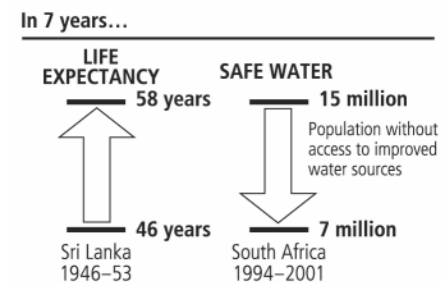 In 7 years…
LIFE
EXPECTANCY
58 years
46 years
Sri Lanka
1946–53
SAFE WATER
15 million
Population without
access to improved
water sources
7 million
South Africa
1994–2001